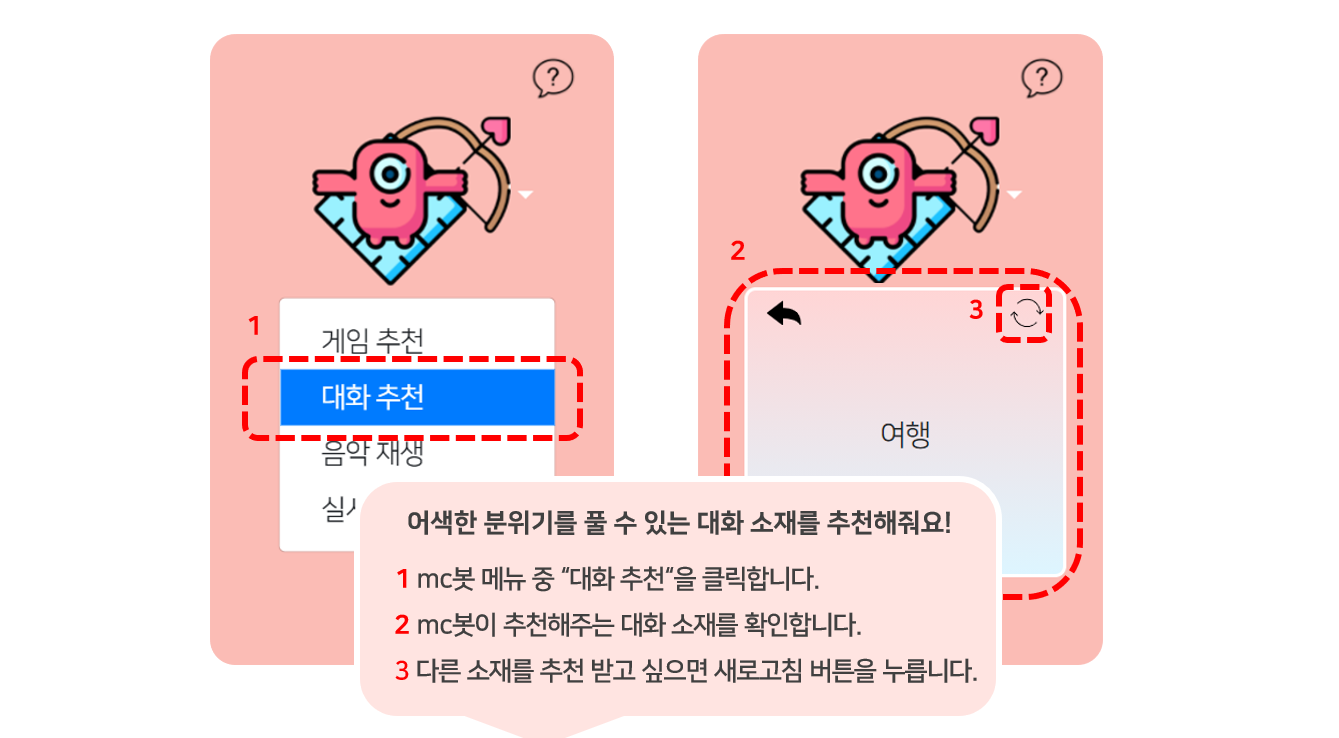 ?
?
1
게임 추천
대화 추천
음악 재생
2
3
여행
어색한 분위기를 풀 수 있는 대화 소재를 추천해줘요!
1 mc봇 메뉴 중 “대화 추천“을 클릭합니다.
2 mc봇이 추천해주는 대화 소재를 확인합니다.
3 다른 소재를 추천 받고 싶으면 새로고침 버튼을 누릅니다.